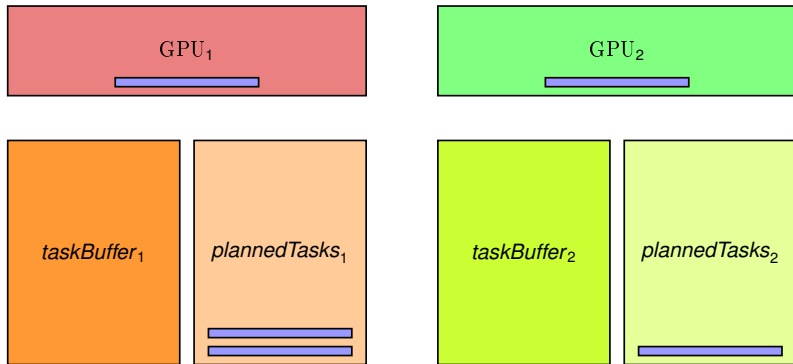 GPU₁
GPU₂
taskBuffer₁
plannedTasks₁
taskBuffer₂
plannedTasks₂